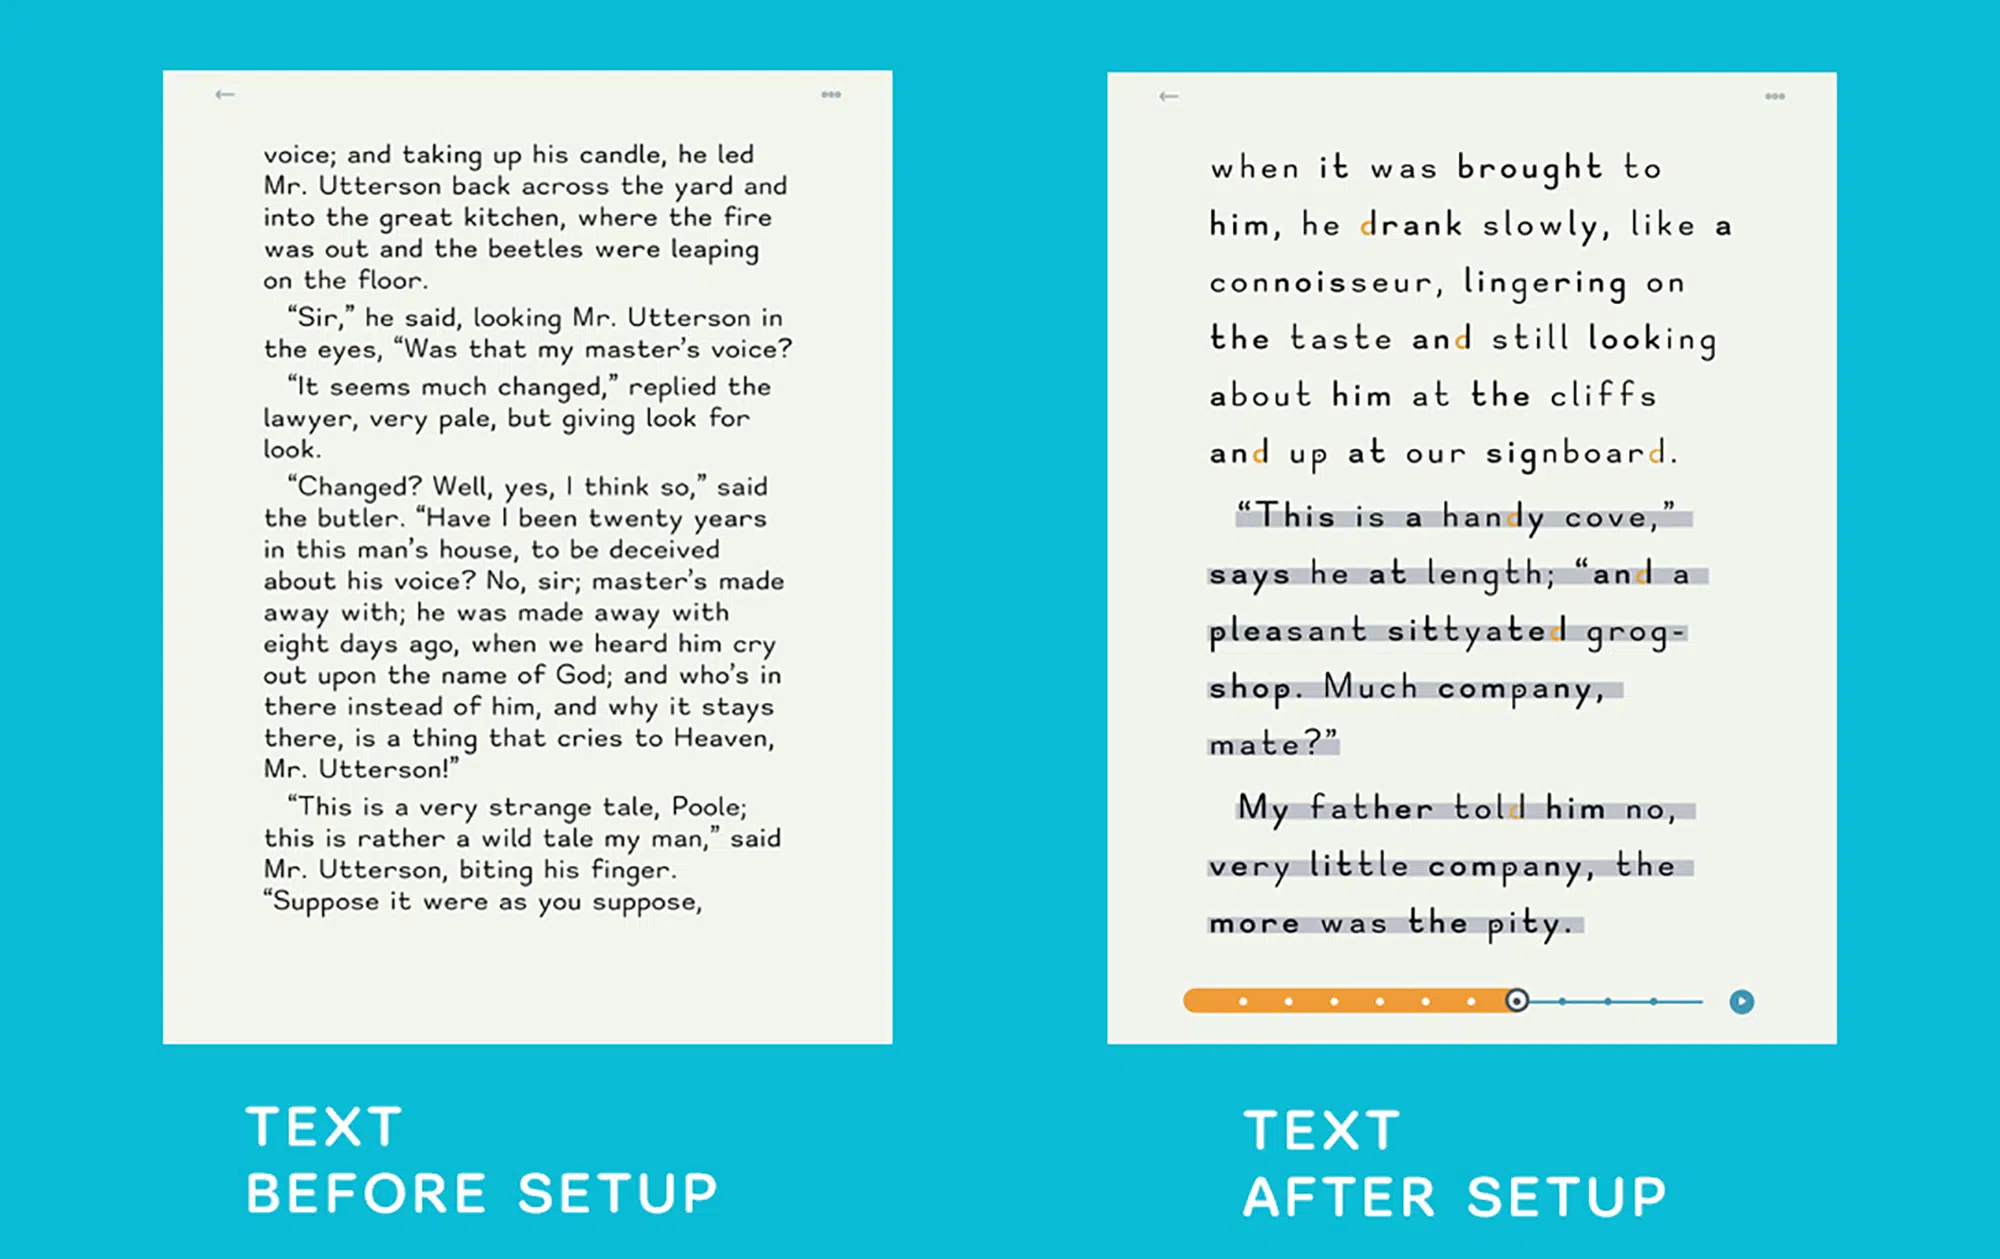 voice; and taking up his candle, he led
Mr. Utterson back across the yard and
into the great kitchen, where the fire
was out and the beetles were leaping
on the floor.
“Sir,” he said, looking Mr. Utterson in
the eyes, “Was that my master’s voice?
“It seems much changed,” replied the
lawyer, very pale, but giving look for
look.
“Changed? Well, yes, I think so,” said
the butler. “Have I been twenty years
in this man’s house, to be deceived
about his voice? No, sir; master’s made
away with; he was made away with
eight days ago, when we heard him cry
out upon the name of God; and who’s in
there instead of him, and why it stays
there, is a thing that cries to Heaven,
Mr. Utterson!”
“This is a very strange tale, Poole;
this is rather a wild tale my man,” said
Mr. Utterson, biting his finger.
“Suppose it were as you suppose,
TEXT
BEFORE SETUP
when it was brought to
him, he drank slowly, like a
connoisseur, lingering on
the taste and still looking
about him at the cliffs
and up at our signboard.
“This is a handy cove,”
says he at length; “and a
pleasant sittyated grog-
shop. Much company,
mate?”
My father told him no,
very little company, the
more was the pity.
TEXT
AFTER SETUP